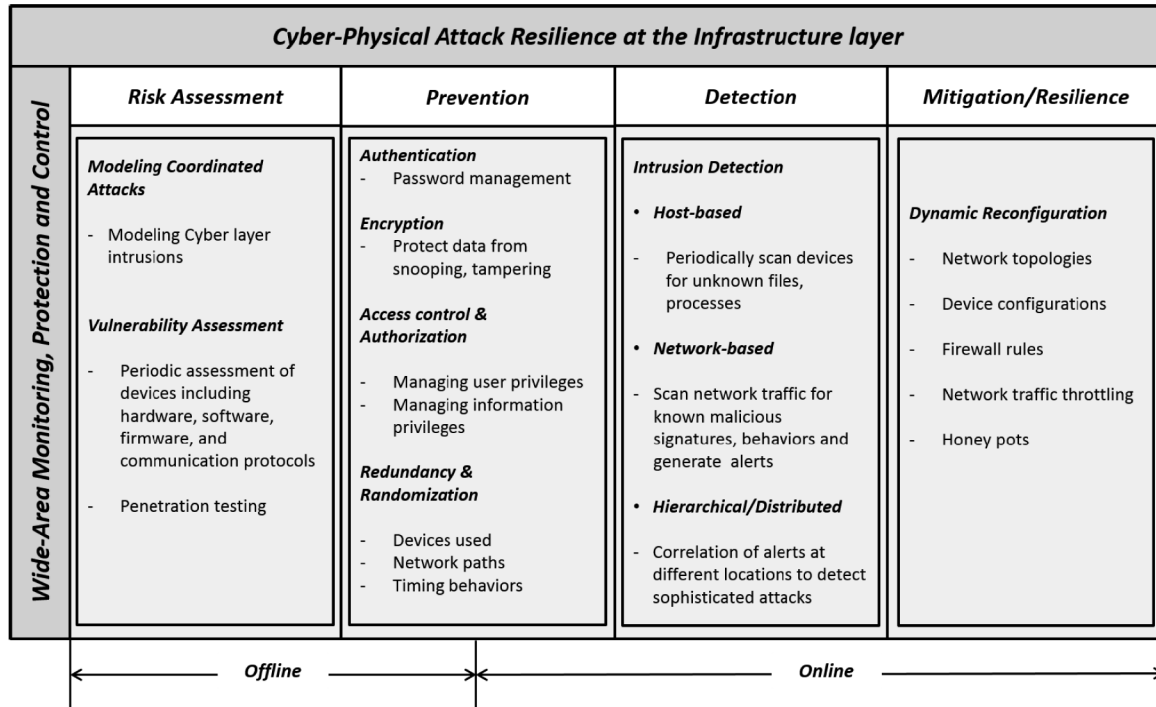 Cyber-Physical Attack Resilience at the Infrastructure layer
Wide-Area Monitoring, Protection and Control
Risk Assessment
Modeling Coordinated
Attacks
- Modeling Cyber layer
intrusions
Vulnerability Assessment
- Periodic assessment of
devices including
hardware, software,
firmware, and
communication protocols
- Penetration testing
Prevention
Authentication
- Password management
Encryption
- Protect data from
snooping, tampering
Access control &
Authorization
- Managing user privileges
- Managing information
privileges
Redundancy &
Randomization
- Devices used
- Network paths
- Timing behaviors
Detection
Intrusion Detection
• Host-based
- Periodically scan devices
for unknown files,
processes
• Network-based
- Scan network traffic for
known malicious
signatures, behaviors and
generate alerts
• Hierarchical/Distributed
- Correlation of alerts at
different locations to detect
sophisticated attacks
Mitigation/Resilience
Dynamic Reconfiguration
- Network topologies
- Device configurations
- Firewall rules
- Network traffic throttling
- Honey pots
Offline
Online